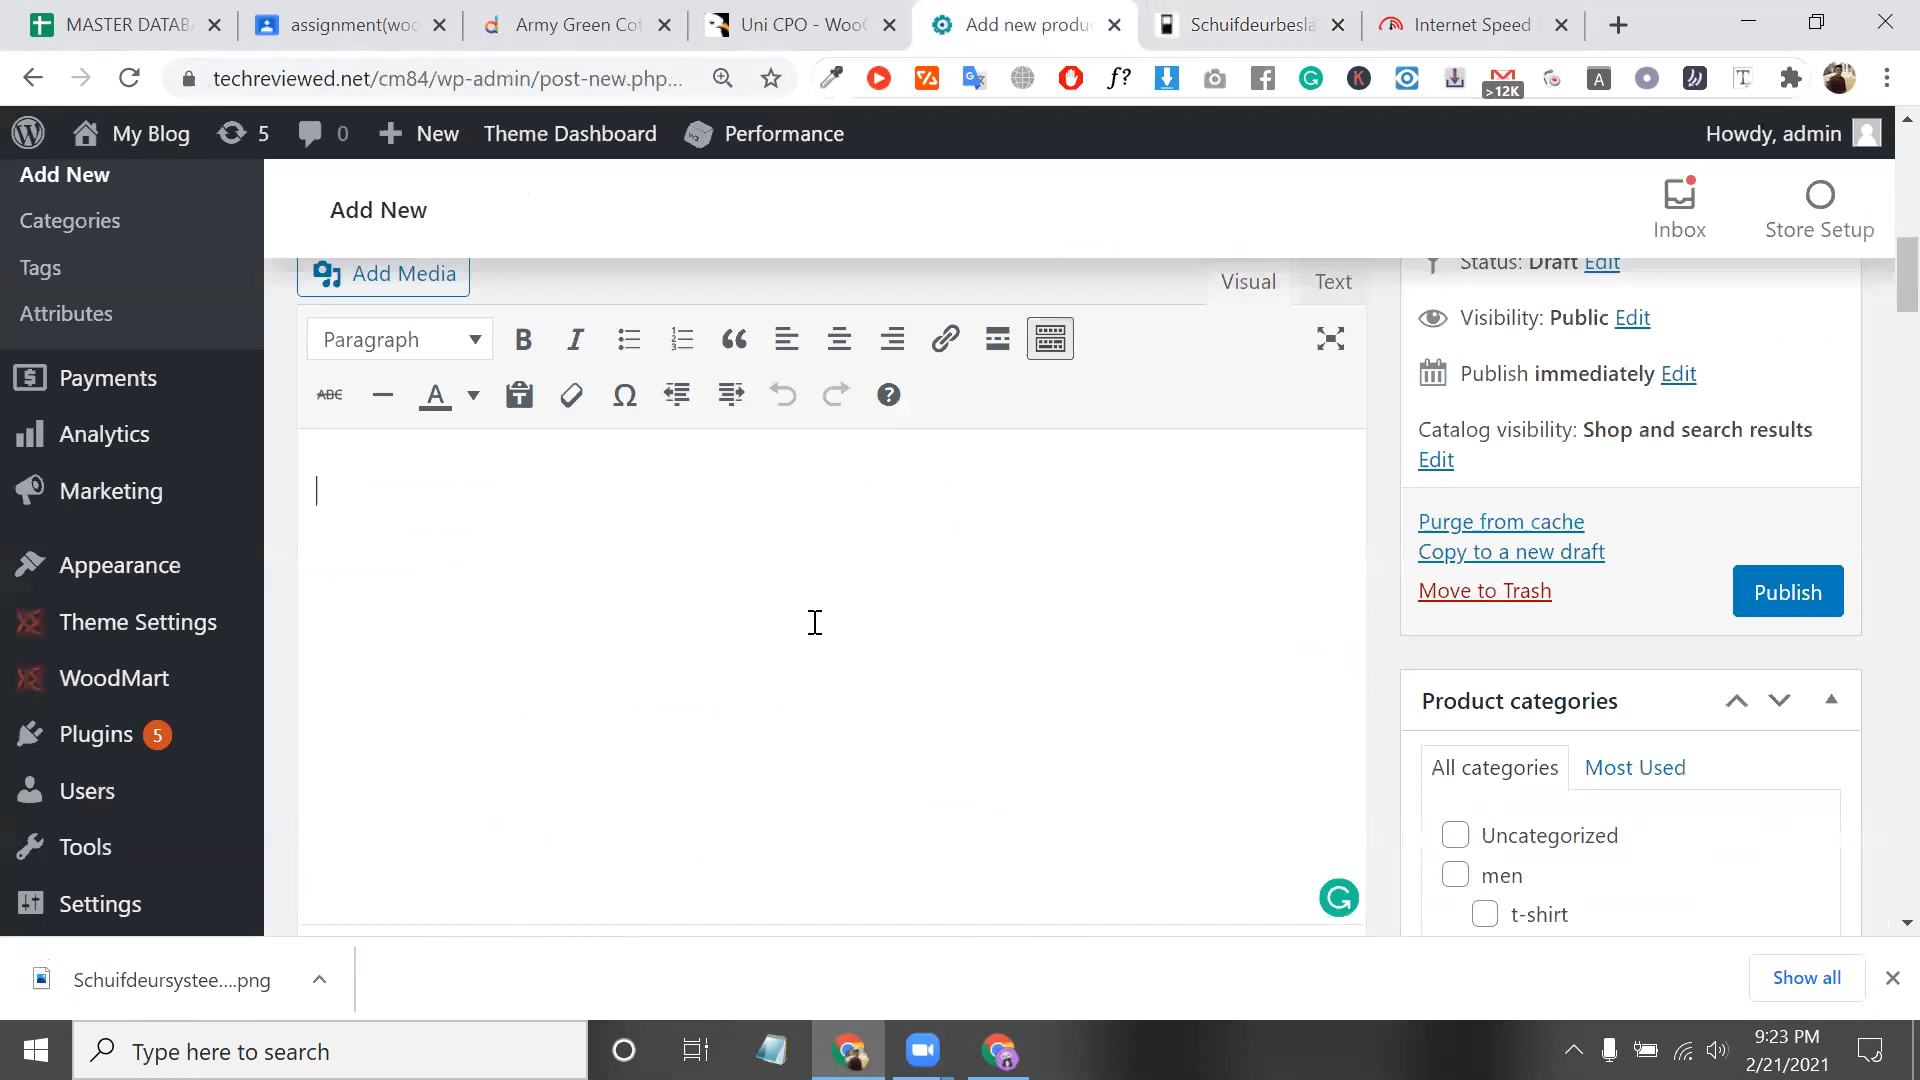 MASTER DATAB
assignment(woo
Army Green Cot
Uni CPO - WooC
Add new produc
Schuifdeurbesla
Internet Speed T
techreviewed.net/cm84/wp-admin/post-new.php...
>12K
My Blog
5
0
New
Theme Dashboard
Performance
Howdy, admin
Add New
Categories
Tags
Attributes
Payments
Analytics
Marketing
Appearance
Theme Settings
WoodMart
Plugins 5
Users
Tools
Settings
Add New
Inbox
Store Setup
Add Media
Visual
Text
Paragraph
ABC
Status: Draft Edit
Visibility: Public Edit
Publish immediately Edit
Catalog visibility: Shop and search results
Edit
Purge from cache
Copy to a new draft
Move to Trash
Publish
Product categories
All categories
Most Used
Uncategorized
men
t-shirt
Schuifdeursystee....png
Show all
Type here to search
9:23 PM
2/21/2021